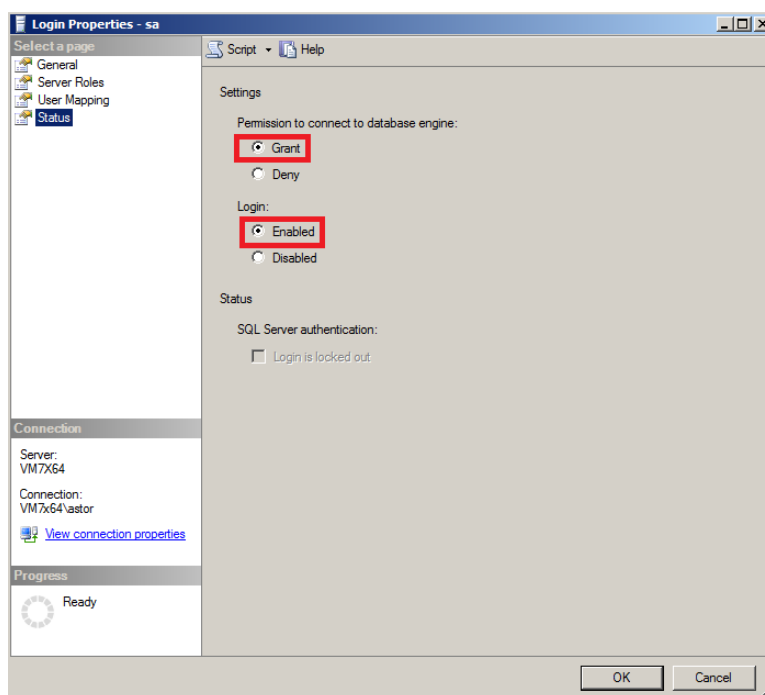 Login Properties - sa
Select a page
General
Server Roles
User Mapping
Status
Script
Help
Settings
Permission to connect to database engine:
Grant
Deny
Login:
Enabled
Disabled
Status
SQL Server authentication:
Login is locked out
Connection
Server:
VM7X64
Connection:
VM7x64\astor
View connection properties
Progress
Ready
OK
Cancel